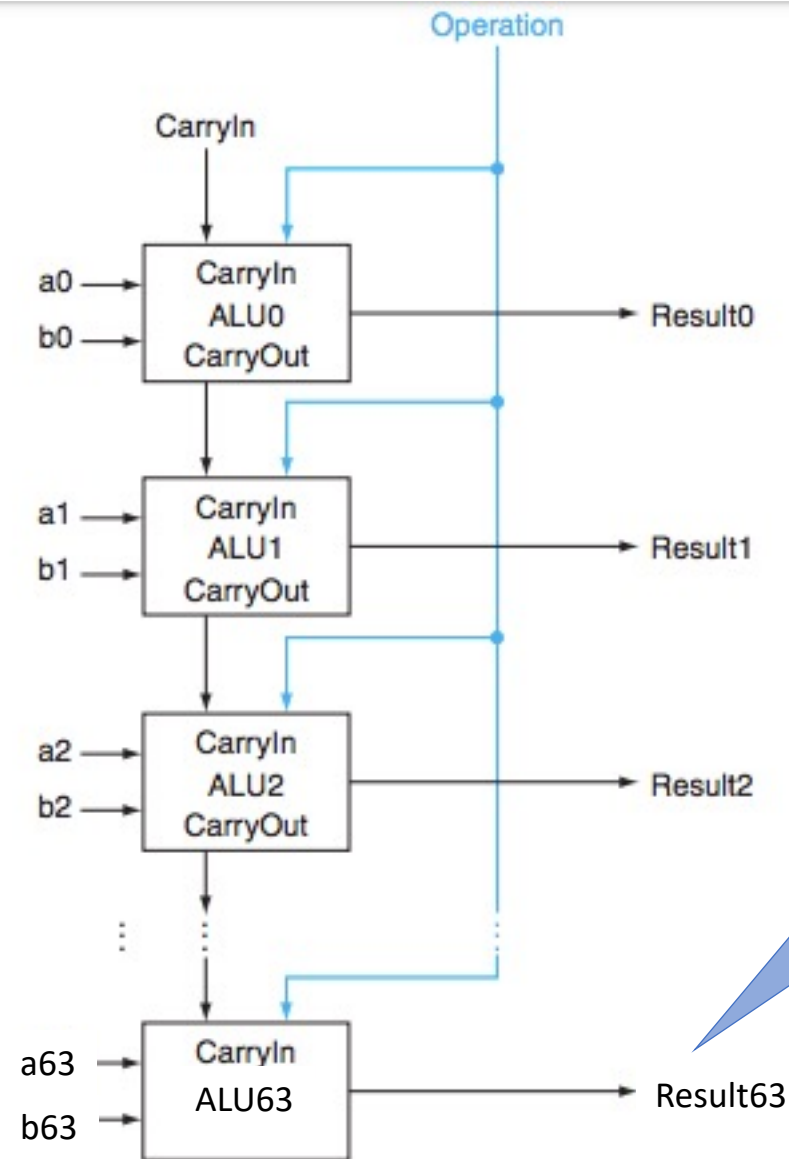 Operation
CarryIn
a0
b0
CarryIn
ALU0
CarryOut
Result0
a1
b1
CarryIn
ALU1
CarryOut
Result1
a2
b2
CarryIn
ALU2
CarryOut
Result2
a63
b63
CarryIn
ALU63
Result63